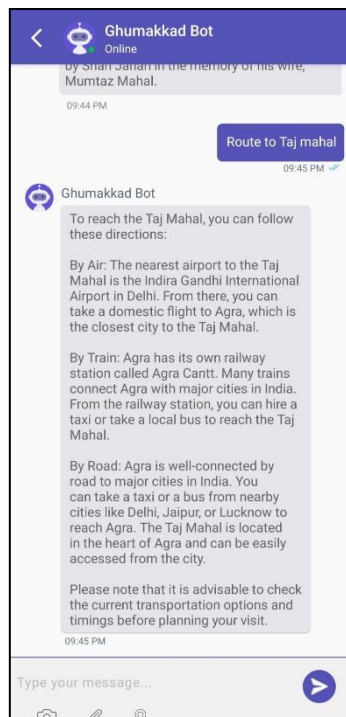 Ghumakkad Bot
Online
by Shah Jahan in the memory of his wife,
Mumtaz Mahal.
09:44 PM
Route to Taj mahal
09:45 PM
Ghumakkad Bot
To reach the Taj Mahal, you can follow
these directions:
By Air: The nearest airport to the Taj
Mahal is the Indira Gandhi International
Airport in Delhi. From there, you can
take a domestic flight to Agra, which is
the closest city to the Taj Mahal.
By Train: Agra has its own railway
station called Agra Cantt. Many trains
connect Agra with major cities in India.
From the railway station, you can hire a
taxi or take a local bus to reach the Taj
Mahal.
By Road: Agra is well-connected by
road to major cities in India. You
can take a taxi or a bus from nearby
cities like Delhi, Jaipur, or Lucknow to
reach Agra. The Taj Mahal is located
in the heart of Agra and can be easily
accessed from the city.
Please note that it is advisable to check
the current transportation options and
timings before planning your visit.
09:45 PM
Type your message...